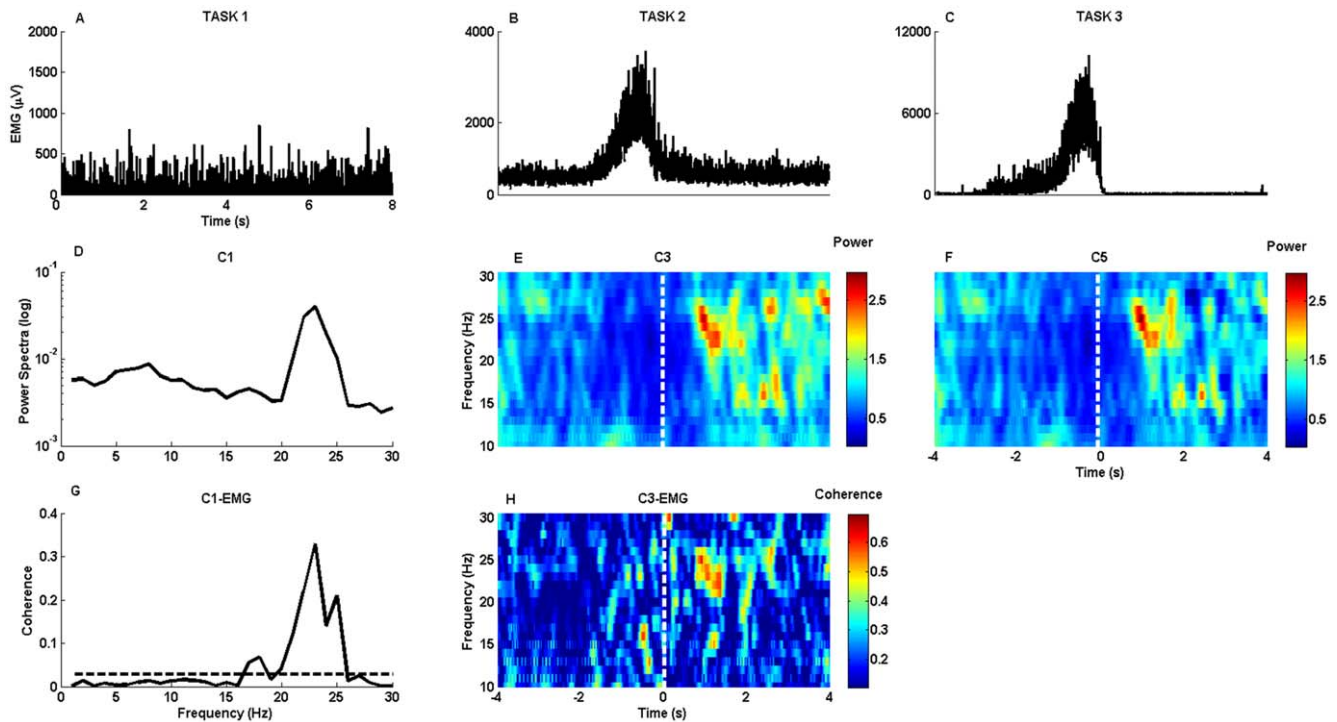 A TASK 1
2000
1500
EMG (µV)
1000
500
0
0 2 4 6 8
Time (s)
B TASK 2
4000
2000
0
C TASK 3
12000
6000
0
D C1
10-1
Power Spectra (log)
10-2
10-3
0 5 10 15 20 25 30
E C3 Power
30
25
Frequency (Hz)
20
15
10
2.5
1.5
0.5
F C5 Power
-4 -2 0 2 4
Time (s)
2.5
1.5
0.5
G C1-EMG
0.4
0.3
Coherence
0.2
0.1
0
0 5 10 15 20 25 30
Frequency (Hz)
H C3-EMG Coherence
30
25
Frequency (Hz)
20
15
10
-4 -2 0 2 4
Time (s)
0.6
0.5
0.4
0.3
0.2